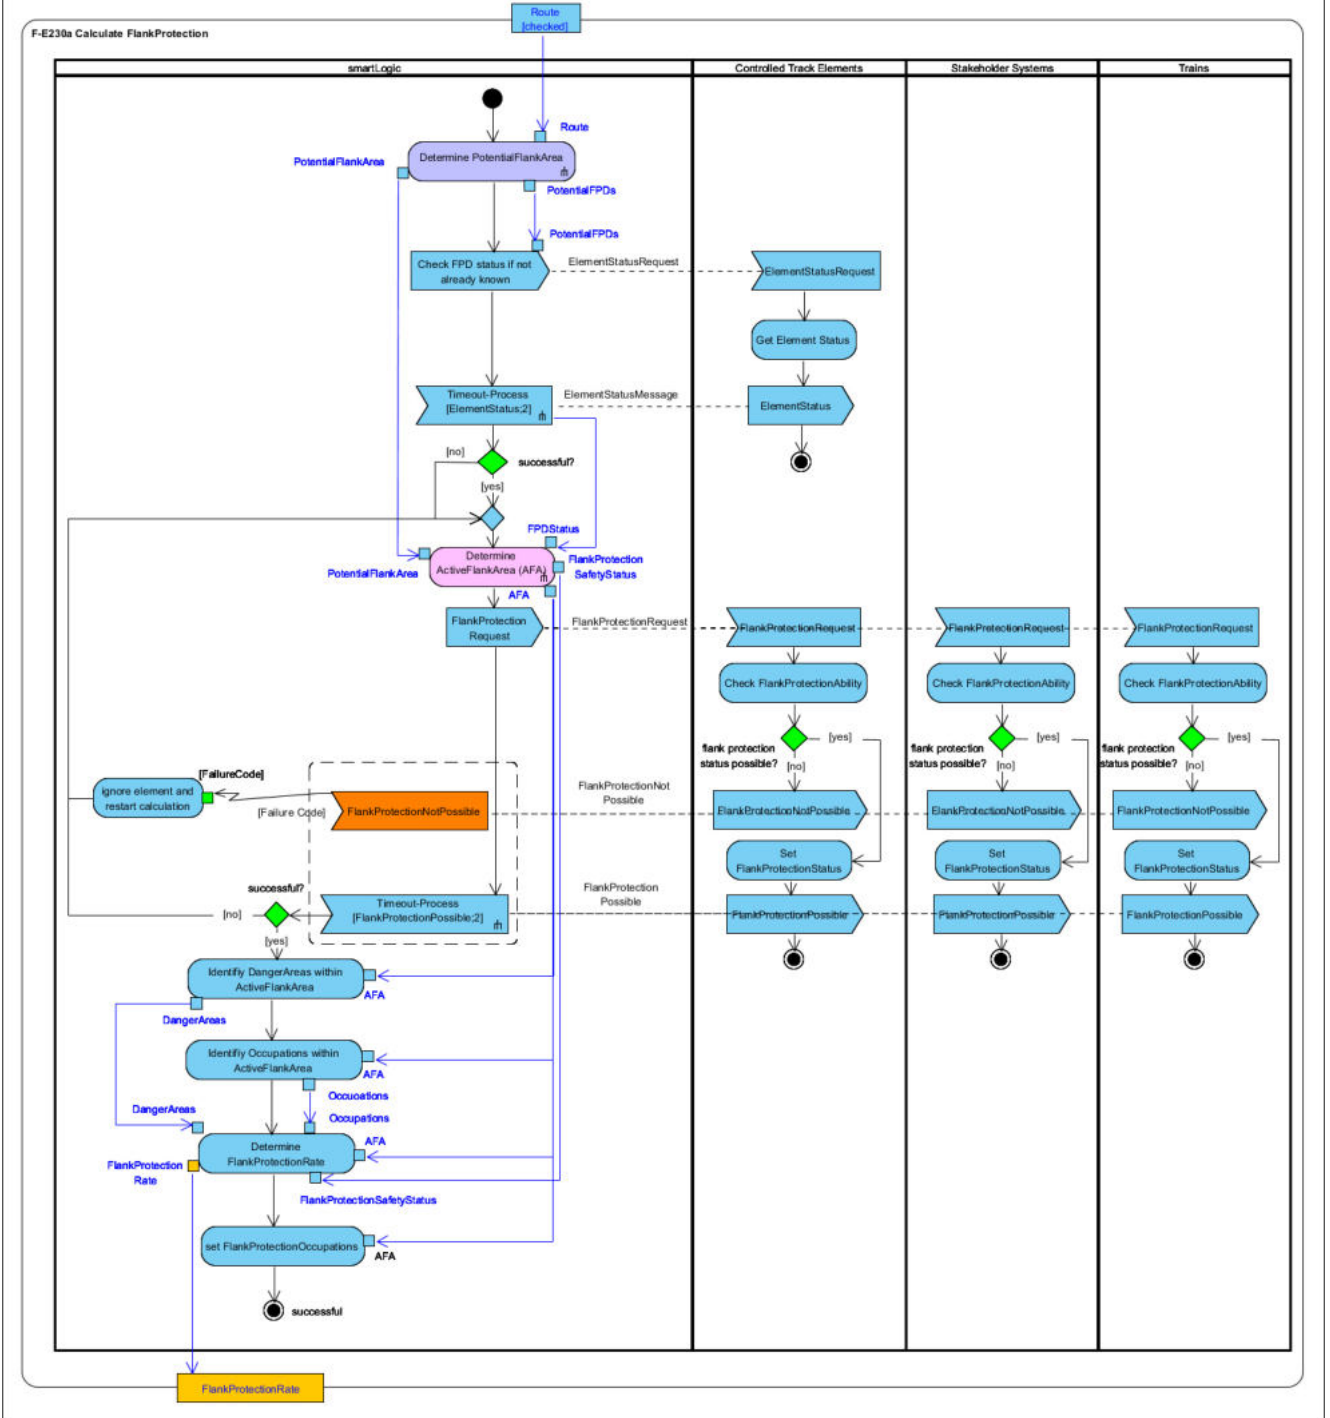 Route
[checked]
F-E230a Calculate FlankProtection
smartLogic
Controlled Track Elements
Stakeholder Systems
Trains
Route
Determine PotentialFlankArea
PotentialFlankArea
PotentialFPDs
PotentialFPDs
Check FPD status if not
already known
ElementStatusRequest
ElementStatusRequest
Get Element Status
Timeout-Process
[ElementStatus;2]
ElementStatusMessage
ElementStatus
[no]
successful?
[yes]
FPDStatus
Determine
ActiveFlankArea (AFA)
FlankProtection
SafetyStatus
PotentialFlankArea
AFA
FlankProtection
Request
FlankProtectionRequest
FlankProtectionRequest
FlankProtectionRequest
FlankProtectionRequest
Check FlankProtectionAbility
Check FlankProtectionAbility
Check FlankProtectionAbility
[yes]
[yes]
[yes]
flank protection
status possible?
flank protection
status possible?
flank protection
status possible?
[no]
[no]
[no]
[FailureCode]
ignore element and
restart calculation
[Failure Code]
FlankProtectionNotPossible
FlankProtectionNot
Possible
FlankProtectionNotPossible
FlankProtectionNotPossible
FlankProtectionNotPossible
Set
FlankProtectionStatus
Set
FlankProtectionStatus
Set
FlankProtectionStatus
successful?
[no]
[yes]
Timeout-Process
[FlankProtectionPossible;2]
FlankProtection
Possible
FlankProtectionPossible
FlankProtectionPossible
FlankProtectionPossible
Identifiy DangerAreas within
ActiveFlankArea
AFA
DangerAreas
Identifiy Occupations within
ActiveFlankArea
AFA
Occuoations
DangerAreas
Occupations
Determine
FlankProtectionRate
AFA
FlankProtection
Rate
FlankProtectionSafetyStatus
set FlankProtectionOccupations
AFA
successful
FlankProtectionRate